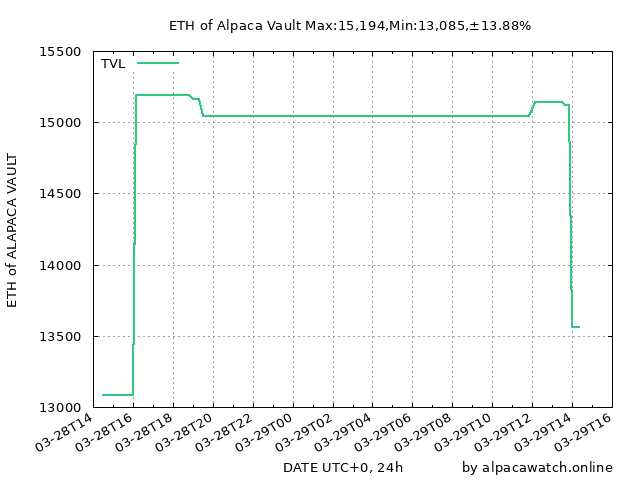 ETH of Alpaca Vault Max:15,194,Min:13,085,±13.88%
TVL
15500
15000
14500
14000
13500
13000
ETH of ALAPACA VAULT
03-28T14
03-28T16
03-28T18
03-28T20
03-28T22
03-29T00
03-29T02
03-29T04
03-29T06
03-29T08
03-29T10
03-29T12
03-29T14
03-29T16
DATE UTC+0, 24h
by alpacawatch.online